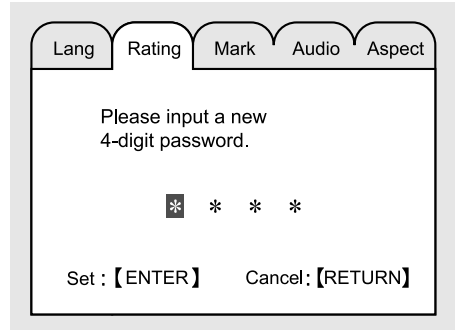 Lang Rating Mark Audio Aspect
Please input a new
4-digit password.
* * * *
Set :【ENTER】 Cancel:【RETURN】